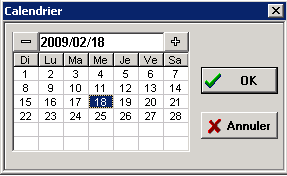 Calendrier
2009/02/18
Di Lu Ma Me Je Ve Sa
1 2 3 4 5 6 7
8 9 10 11 12 13 14
15 16 17 18 19 20 21
22 23 24 25 26 27 28
OK
Annuler